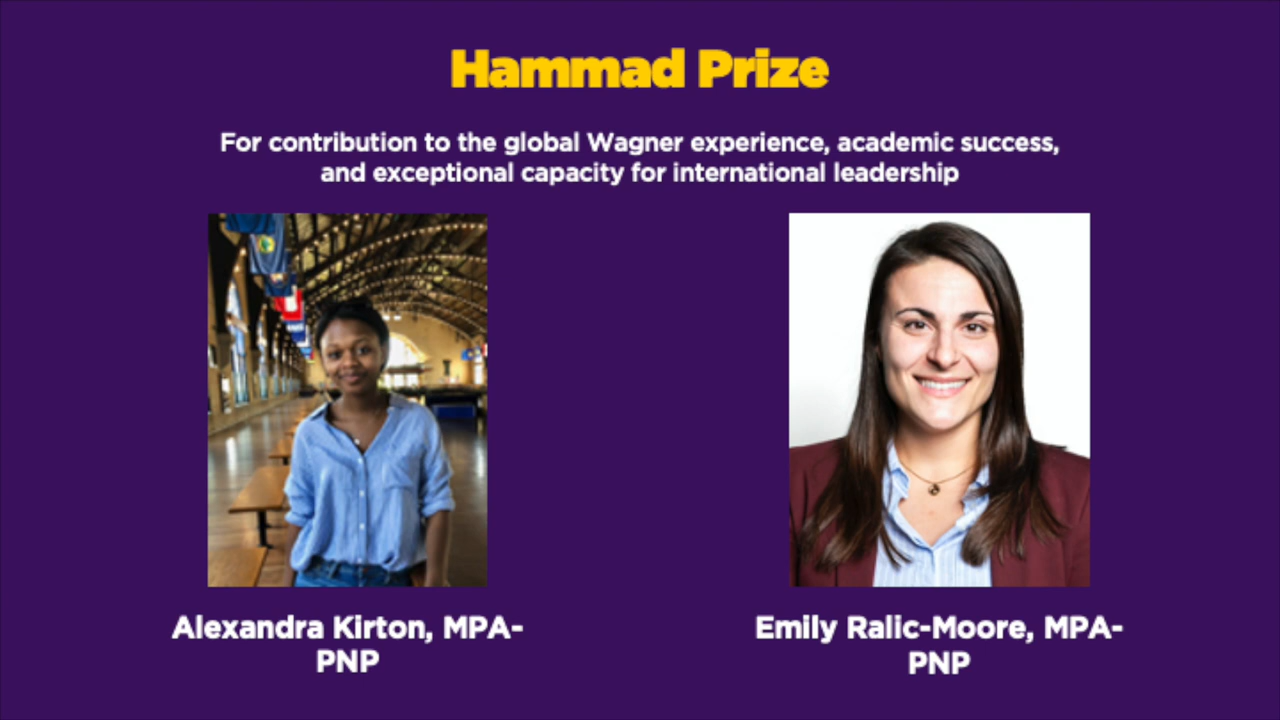 Hammad Prize
For contribution to the global Wagner experience, academic success,
and exceptional capacity for international leadership
Alexandra Kirton, MPA-
PNP
Emily Ralic-Moore, MPA-
PNP